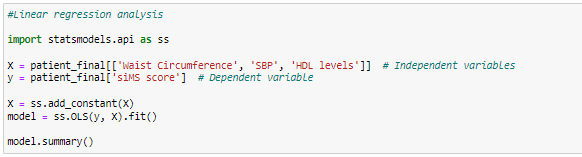 #Linear regression analysis
import statsmodels.api as ss
X = patient_final[['Waist Circumference', 'SBP', 'HDL levels']]  # Independent variables
y = patient_final['siMS score']  # Dependent variable
X = ss.add_constant(X)
model = ss.OLS(y, X).fit()
model.summary()